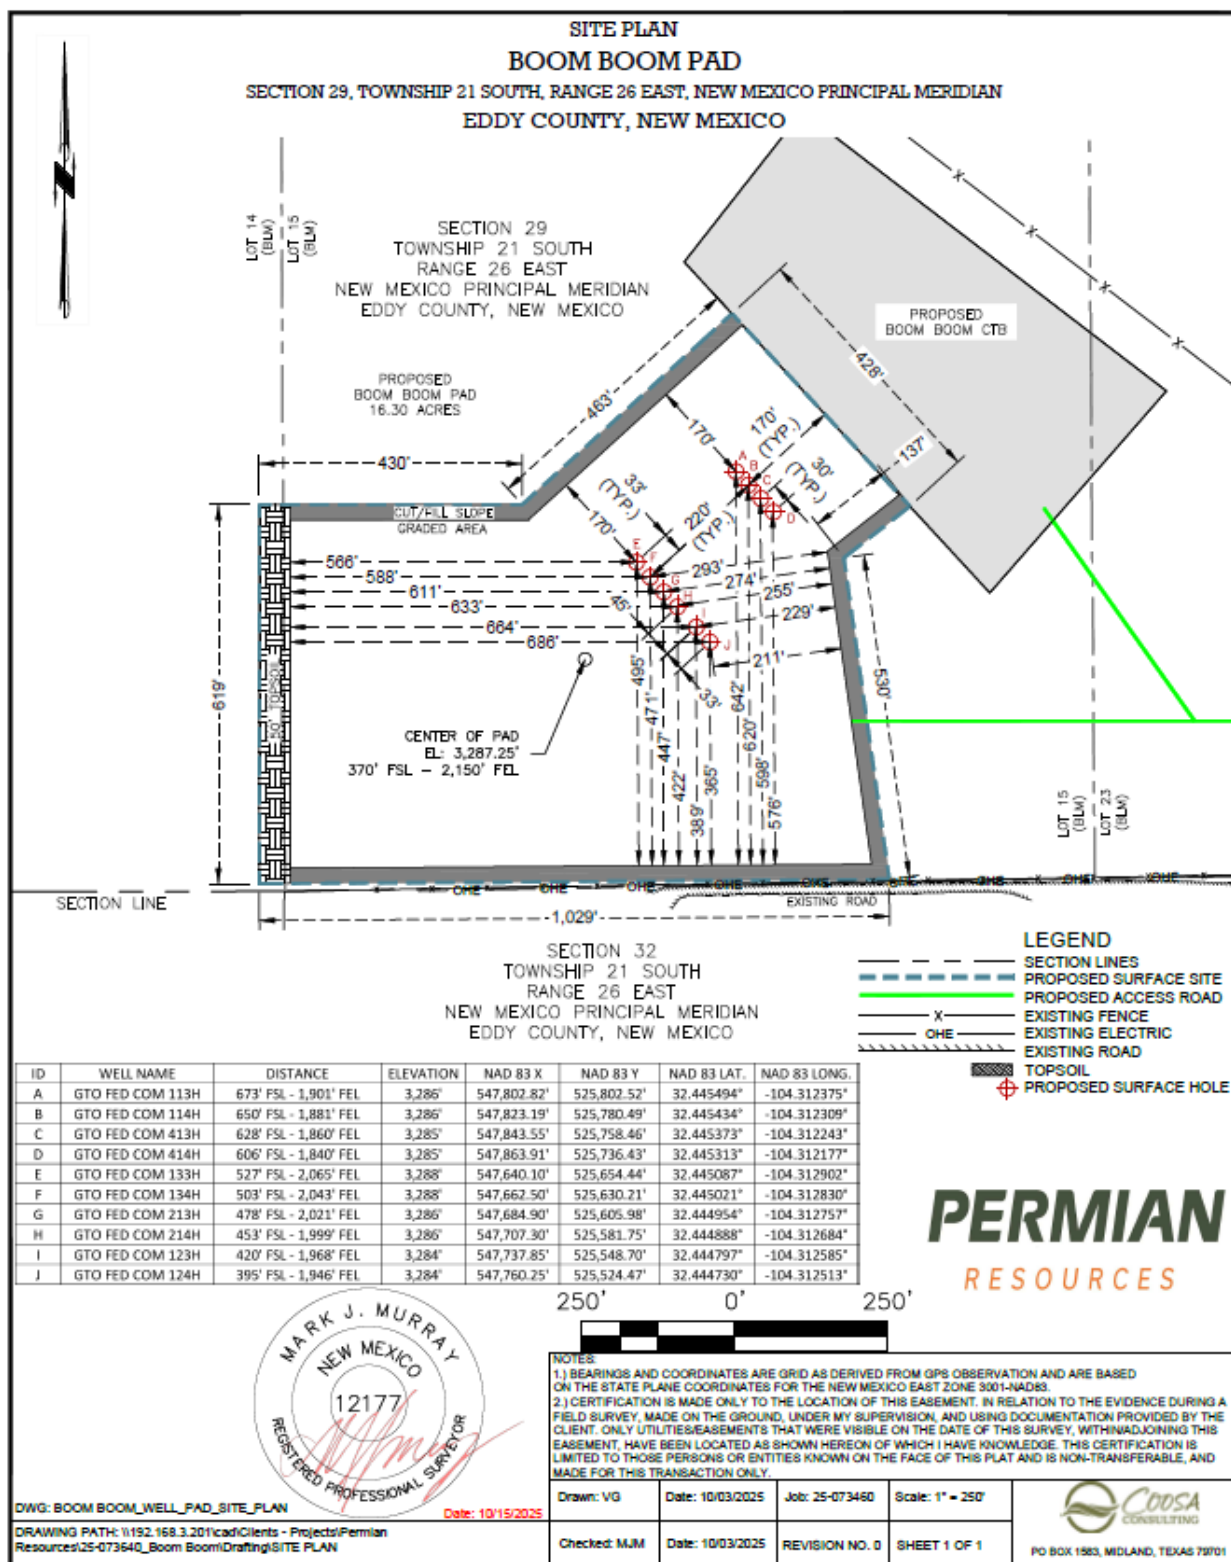 SITE PLAN
BOOM BOOM PAD
SECTION 29, TOWNSHIP 21 SOUTH, RANGE 26 EAST, NEW MEXICO PRINCIPAL MERIDIAN
EDDY COUNTY, NEW MEXICO
N
LOT 14
(BLM)
LOT 15
(BLM)
SECTION 29
TOWNSHIP 21 SOUTH
RANGE 26 EAST
NEW MEXICO PRINCIPAL MERIDIAN
EDDY COUNTY, NEW MEXICO
PROPOSED
BOOM BOOM CTB
PROPOSED
BOOM BOOM PAD
16.30 ACRES
428'
463'
430'
170'
170'
(TYP.)
30'
(TYP.)
137'
A
B
C
D
CUT/FILL SLOPE
GRADED AREA
33'
(TYP.)
220'
(TYP.)
170'
E
F
G
H
I
J
566'
588'
611'
633'
664'
686'
293'
274'
255'
229'
211'
45'
33'
619'
50' TOPSOIL
530'
495'
471'
447'
422'
389'
365'
642'
620'
598'
576'
CENTER OF PAD
EL: 3,287.25'
370' FSL - 2,150' FEL
LOT 15
(BLM)
LOT 23
(BLM)
SECTION LINE
X OHE X OHE X OHE X OHE X OHE X OHE X OHE X OHE X OHE X
EXISTING ROAD
1,029'
SECTION 32
TOWNSHIP 21 SOUTH
RANGE 26 EAST
NEW MEXICO PRINCIPAL MERIDIAN
EDDY COUNTY, NEW MEXICO
LEGEND
SECTION LINES
PROPOSED SURFACE SITE
PROPOSED ACCESS ROAD
X EXISTING FENCE
OHE EXISTING ELECTRIC
EXISTING ROAD
TOPSOIL
PROPOSED SURFACE HOLE
ID WELL NAME DISTANCE ELEVATION NAD 83 X NAD 83 Y NAD 83 LAT. NAD 83 LONG.
A GTO FED COM 113H 673' FSL - 1,901' FEL 3,286' 547,802.82' 525,802.52' 32.445494° -104.312375°
B GTO FED COM 114H 650' FSL - 1,881' FEL 3,286' 547,823.19' 525,780.49' 32.445434° -104.312309°
C GTO FED COM 413H 628' FSL - 1,860' FEL 3,285' 547,843.55' 525,758.46' 32.445373° -104.312243°
D GTO FED COM 414H 606' FSL - 1,840' FEL 3,285' 547,863.91' 525,736.43' 32.445313° -104.312177°
E GTO FED COM 133H 527' FSL - 2,065' FEL 3,288' 547,640.10' 525,654.44' 32.445087° -104.312902°
F GTO FED COM 134H 503' FSL - 2,043' FEL 3,288' 547,662.50' 525,630.21' 32.445021° -104.312830°
G GTO FED COM 213H 478' FSL - 2,021' FEL 3,286' 547,684.90' 525,605.98' 32.444954° -104.312757°
H GTO FED COM 214H 453' FSL - 1,999' FEL 3,286' 547,707.30' 525,581.75' 32.444888° -104.312684°
I GTO FED COM 123H 420' FSL - 1,968' FEL 3,284' 547,737.85' 525,548.70' 32.444797° -104.312585°
J GTO FED COM 124H 395' FSL - 1,946' FEL 3,284' 547,760.25' 525,524.47' 32.444730° -104.312513°
PERMIAN
RESOURCES
MARK J. MURRAY
NEW MEXICO
12177
REGISTERED PROFESSIONAL SURVEYOR
250' 0' 250'
NOTES:
1.) BEARINGS AND COORDINATES ARE GRID AS DERIVED FROM GPS OBSERVATION AND ARE BASED
ON THE STATE PLANE COORDINATES FOR THE NEW MEXICO EAST ZONE 3001-NAD83.
2.) CERTIFICATION IS MADE ONLY TO THE LOCATION OF THIS EASEMENT. IN RELATION TO THE EVIDENCE DURING A
FIELD SURVEY, MADE ON THE GROUND, UNDER MY SUPERVISION, AND USING DOCUMENTATION PROVIDED BY THE
CLIENT. ONLY UTILITIES/EASEMENTS THAT WERE VISIBLE ON THE DATE OF THIS SURVEY, WITHIN/ADJOINING THIS
EASEMENT, HAVE BEEN LOCATED AS SHOWN HEREON OF WHICH I HAVE KNOWLEDGE. THIS CERTIFICATION IS
LIMITED TO THOSE PERSONS OR ENTITIES KNOWN ON THE FACE OF THIS PLAT AND IS NON-TRANSFERABLE, AND
MADE FOR THIS TRANSACTION ONLY.
DWG: BOOM BOOM_WELL_PAD_SITE_PLAN
Date: 10/15/2025
DRAWING PATH: \\192.168.3.201\cad\Clients - Projects\Permian
Resources\25-073640_Boom Boom\Drafting\SITE PLAN
Drawn: VG Date: 10/03/2025 Job: 25-073460 Scale: 1" = 250'
Checked: MJM Date: 10/03/2025 REVISION NO. 0 SHEET 1 OF 1
COOSA
CONSULTING
PO BOX 1583, MIDLAND, TEXAS 79701